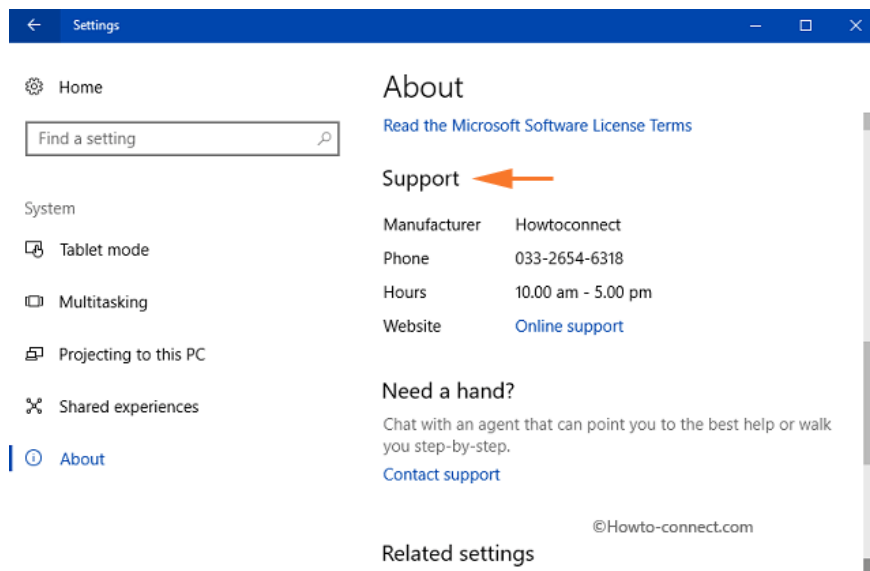 Settings
Home
Find a setting
System
Tablet mode
Multitasking
Projecting to this PC
Shared experiences
About
About
Read the Microsoft Software License Terms
Support
Manufacturer Howtoconnect
Phone 033-2654-6318
Hours 10.00 am - 5.00 pm
Website Online support
Need a hand?
Chat with an agent that can point you to the best help or walk
you step-by-step.
Contact support
©Howto-connect.com
Related settings